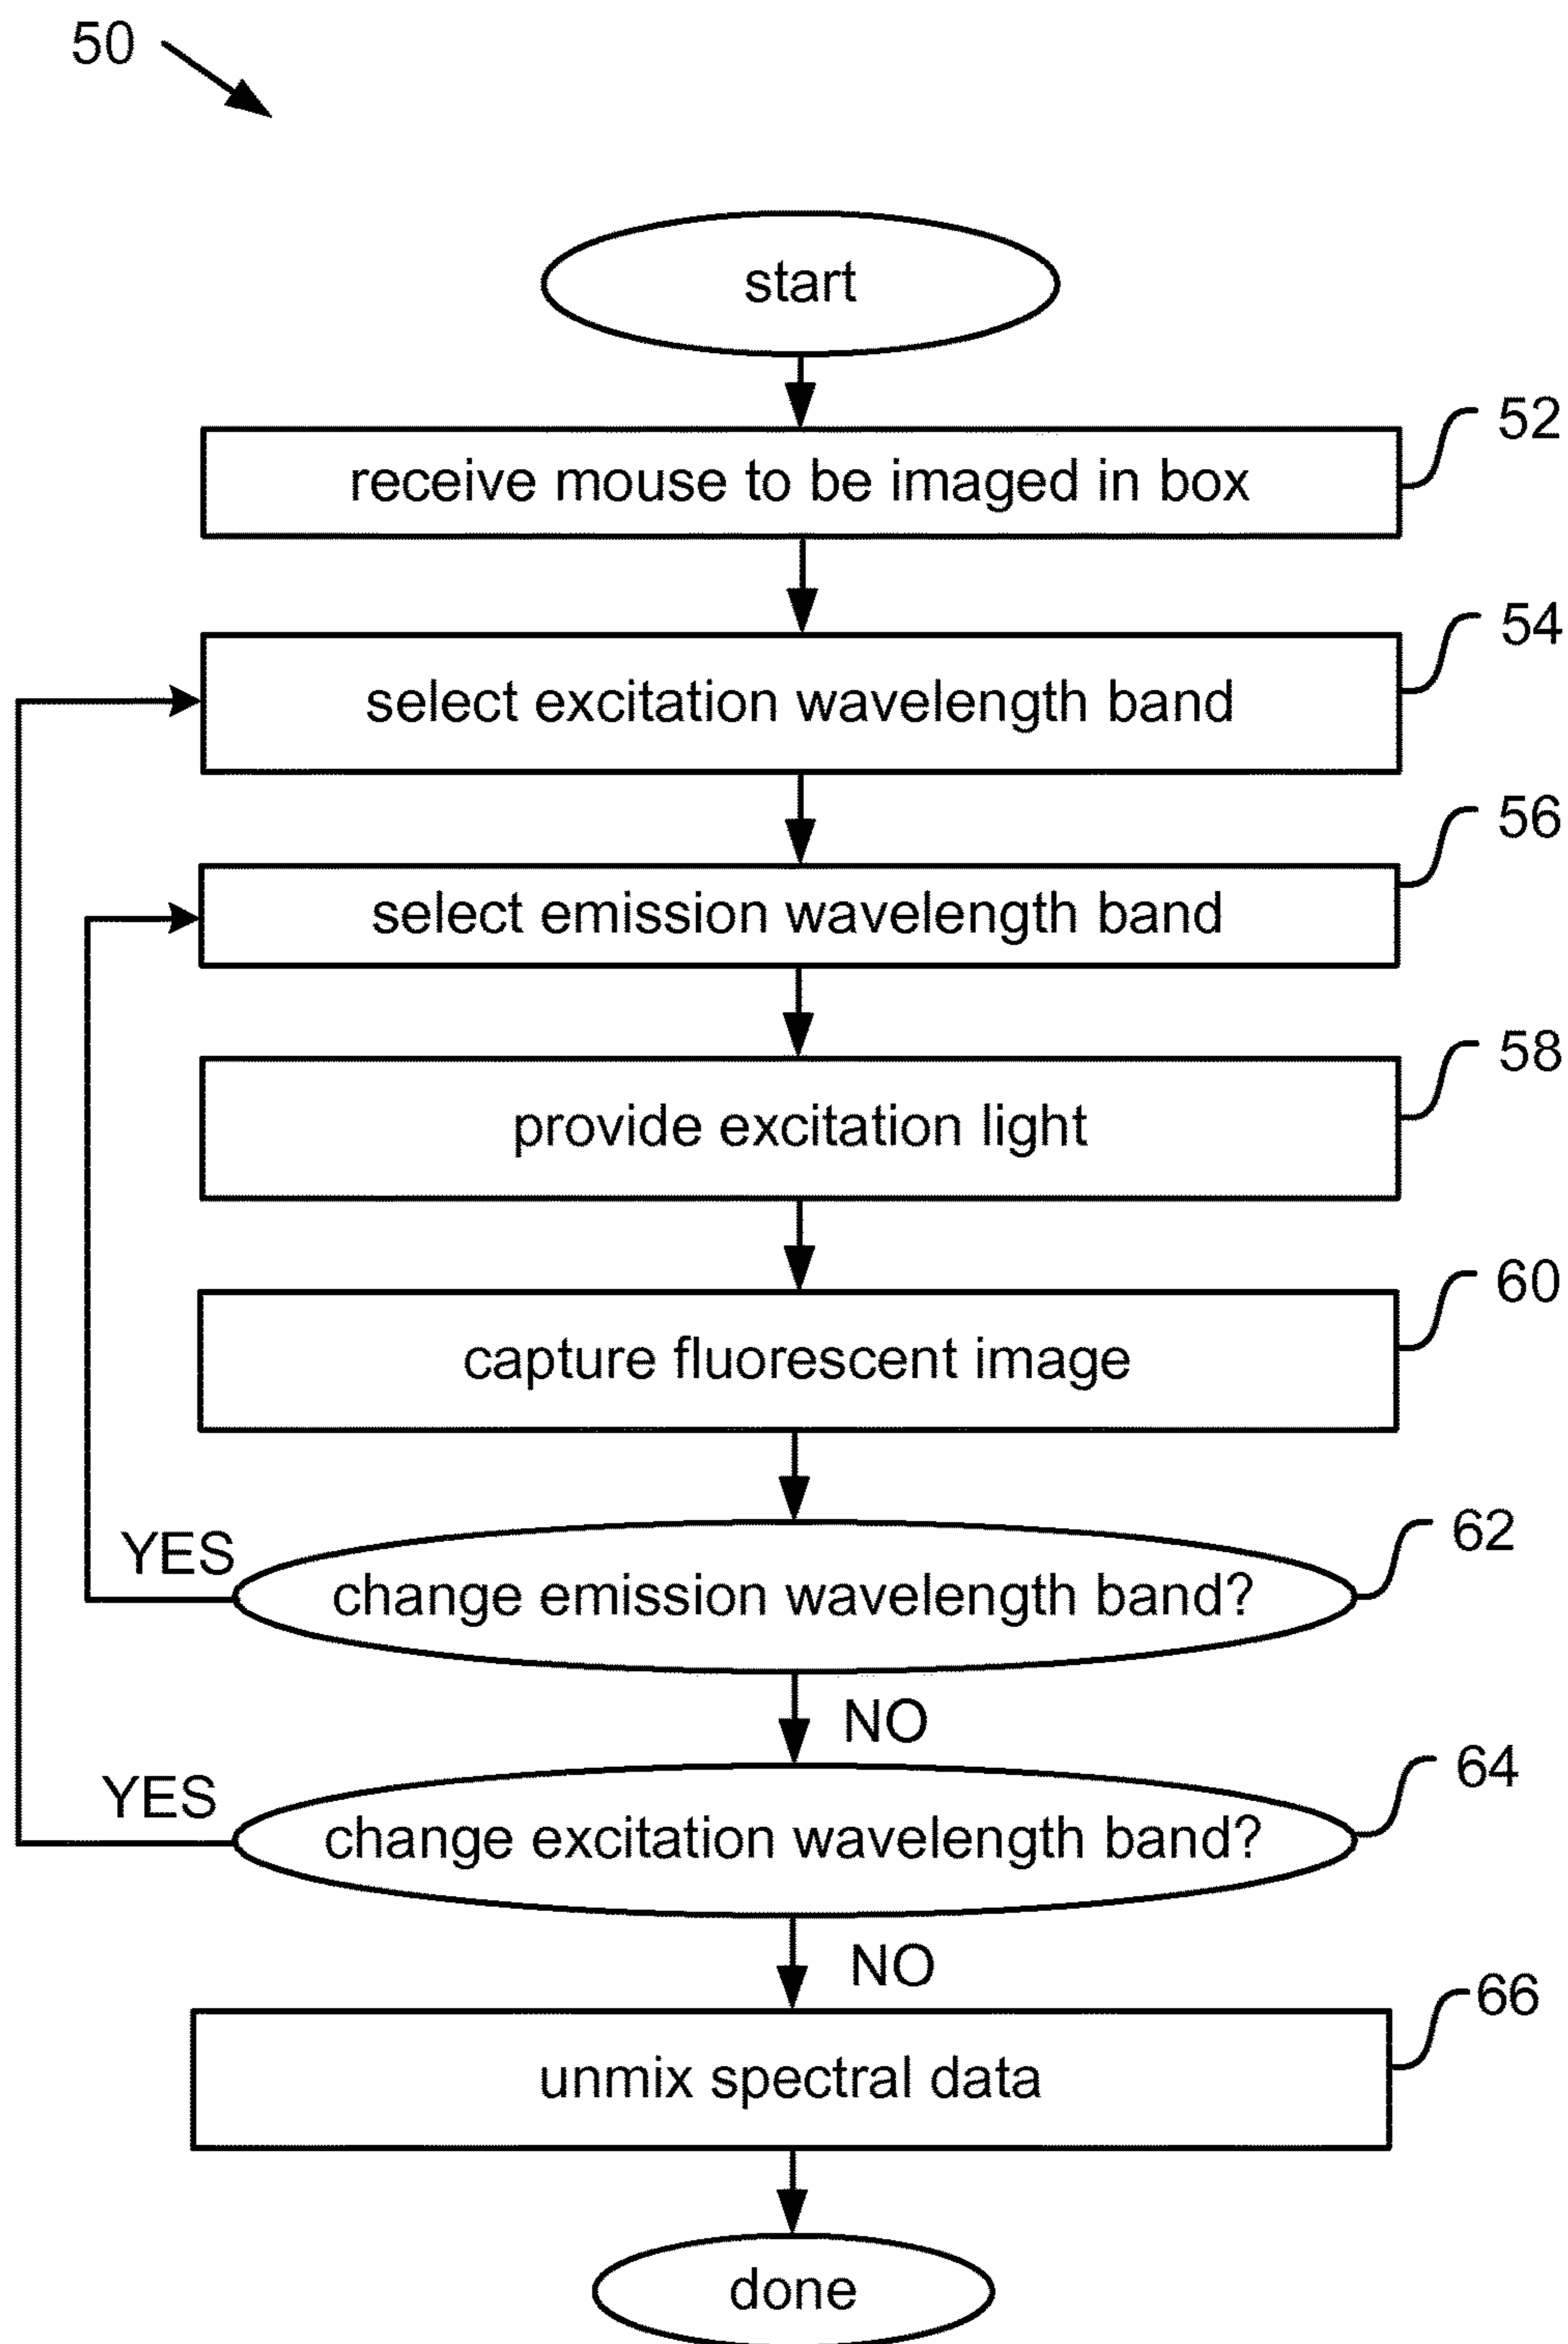 50
start
52
receive mouse to be imaged in box
54
select excitation wavelength band
56
select emission wavelength band
58
provide excitation light
60
capture fluorescent image
62
YES
change emission wavelength band?
NO
64
YES
change excitation wavelength band?
NO
66
unmix spectral data
done